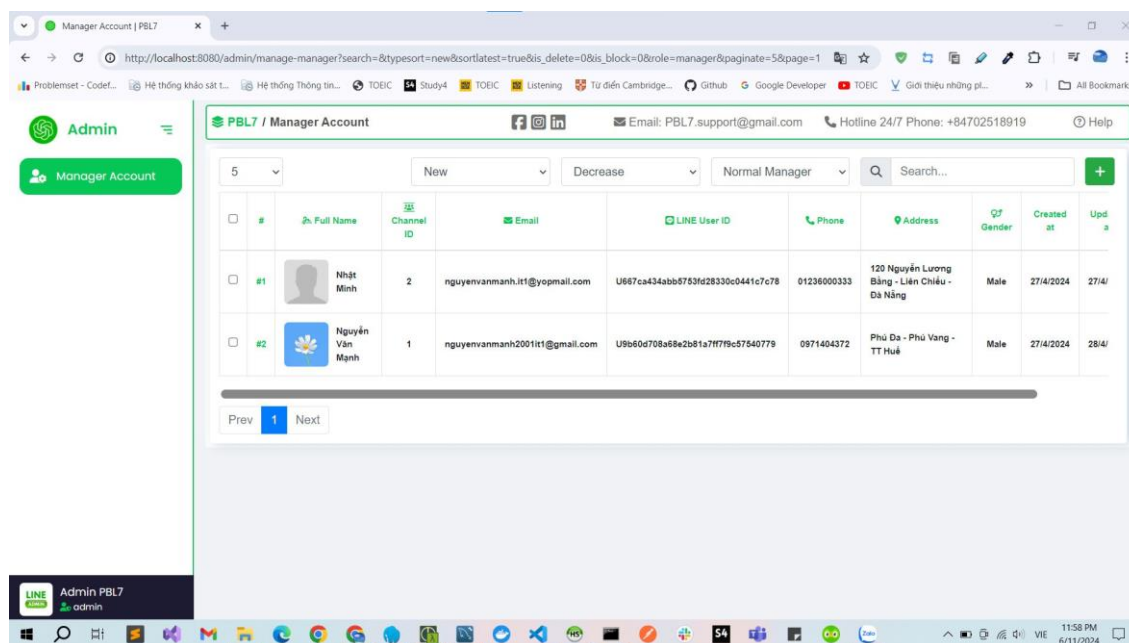 Manager Account | PBL7
http://localhost:8080/admin/manage-manager?search=&typesort=new&sortlatest=true&is_delete=0&is_block=0&role=manager&paginate=5&page=1
Problemset - Codef... Hệ thống khảo sát t... Hệ thống Thông tin... TOEIC S4 Study4 TOEIC Listening Từ điển Cambridge... Github Google Developer TOEIC Giới thiệu những pl... » All Bookmark
Admin
PBL7 / Manager Account Email: PBL7.support@gmail.com Hotline 24/7 Phone: +84702518919 Help
Manager Account
5 New Decrease Normal Manager Search... +
# Full Name Channel ID Email LINE User ID Phone Address Gender Created at Upd
#1 Nhật Minh 2 nguyenvanmanh.it1@yopmail.com U667ca434abb5753fd28330c0441c7c78 01236000333 120 Nguyễn Lương Bằng - Liên Chiểu - Đà Nẵng Male 27/4/2024 27/4/
#2 Nguyễn Văn Mạnh 1 nguyenvanmanh2001it1@gmail.com U9b60d708a68e2b81a7ff7f9c57540779 0971404372 Phú Đa - Phú Vang - TT Huế Male 27/4/2024 28/4/
Prev 1 Next
LINE ADMIN
Admin PBL7
admin
S4 Zalo VIE 11:58 PM
6/11/2024